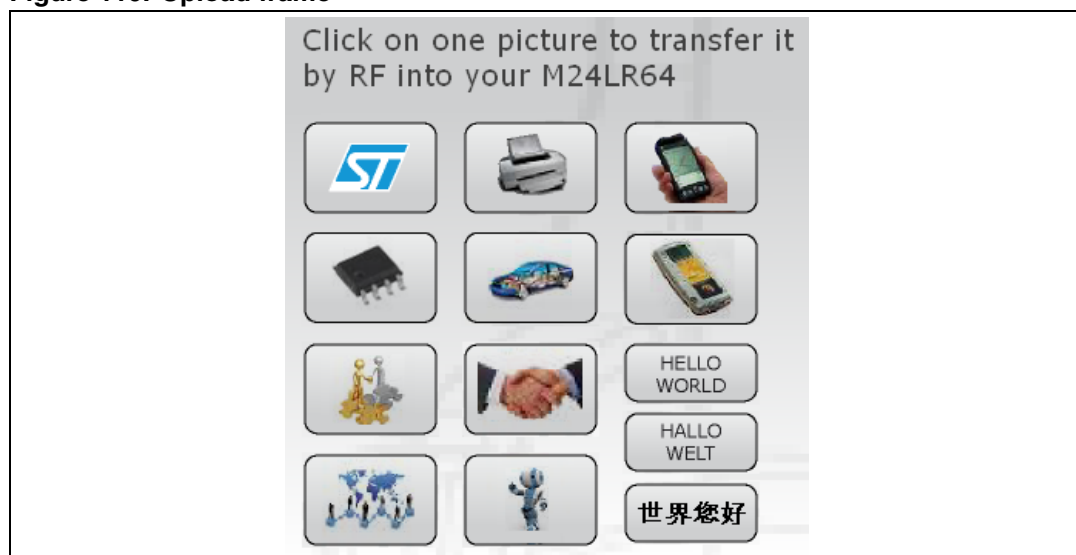 Figure Upload frame
Click on one picture to transfer it
by RF into your M24LR64
ST
HELLO
WORLD
HALLO
WELT
世界您好